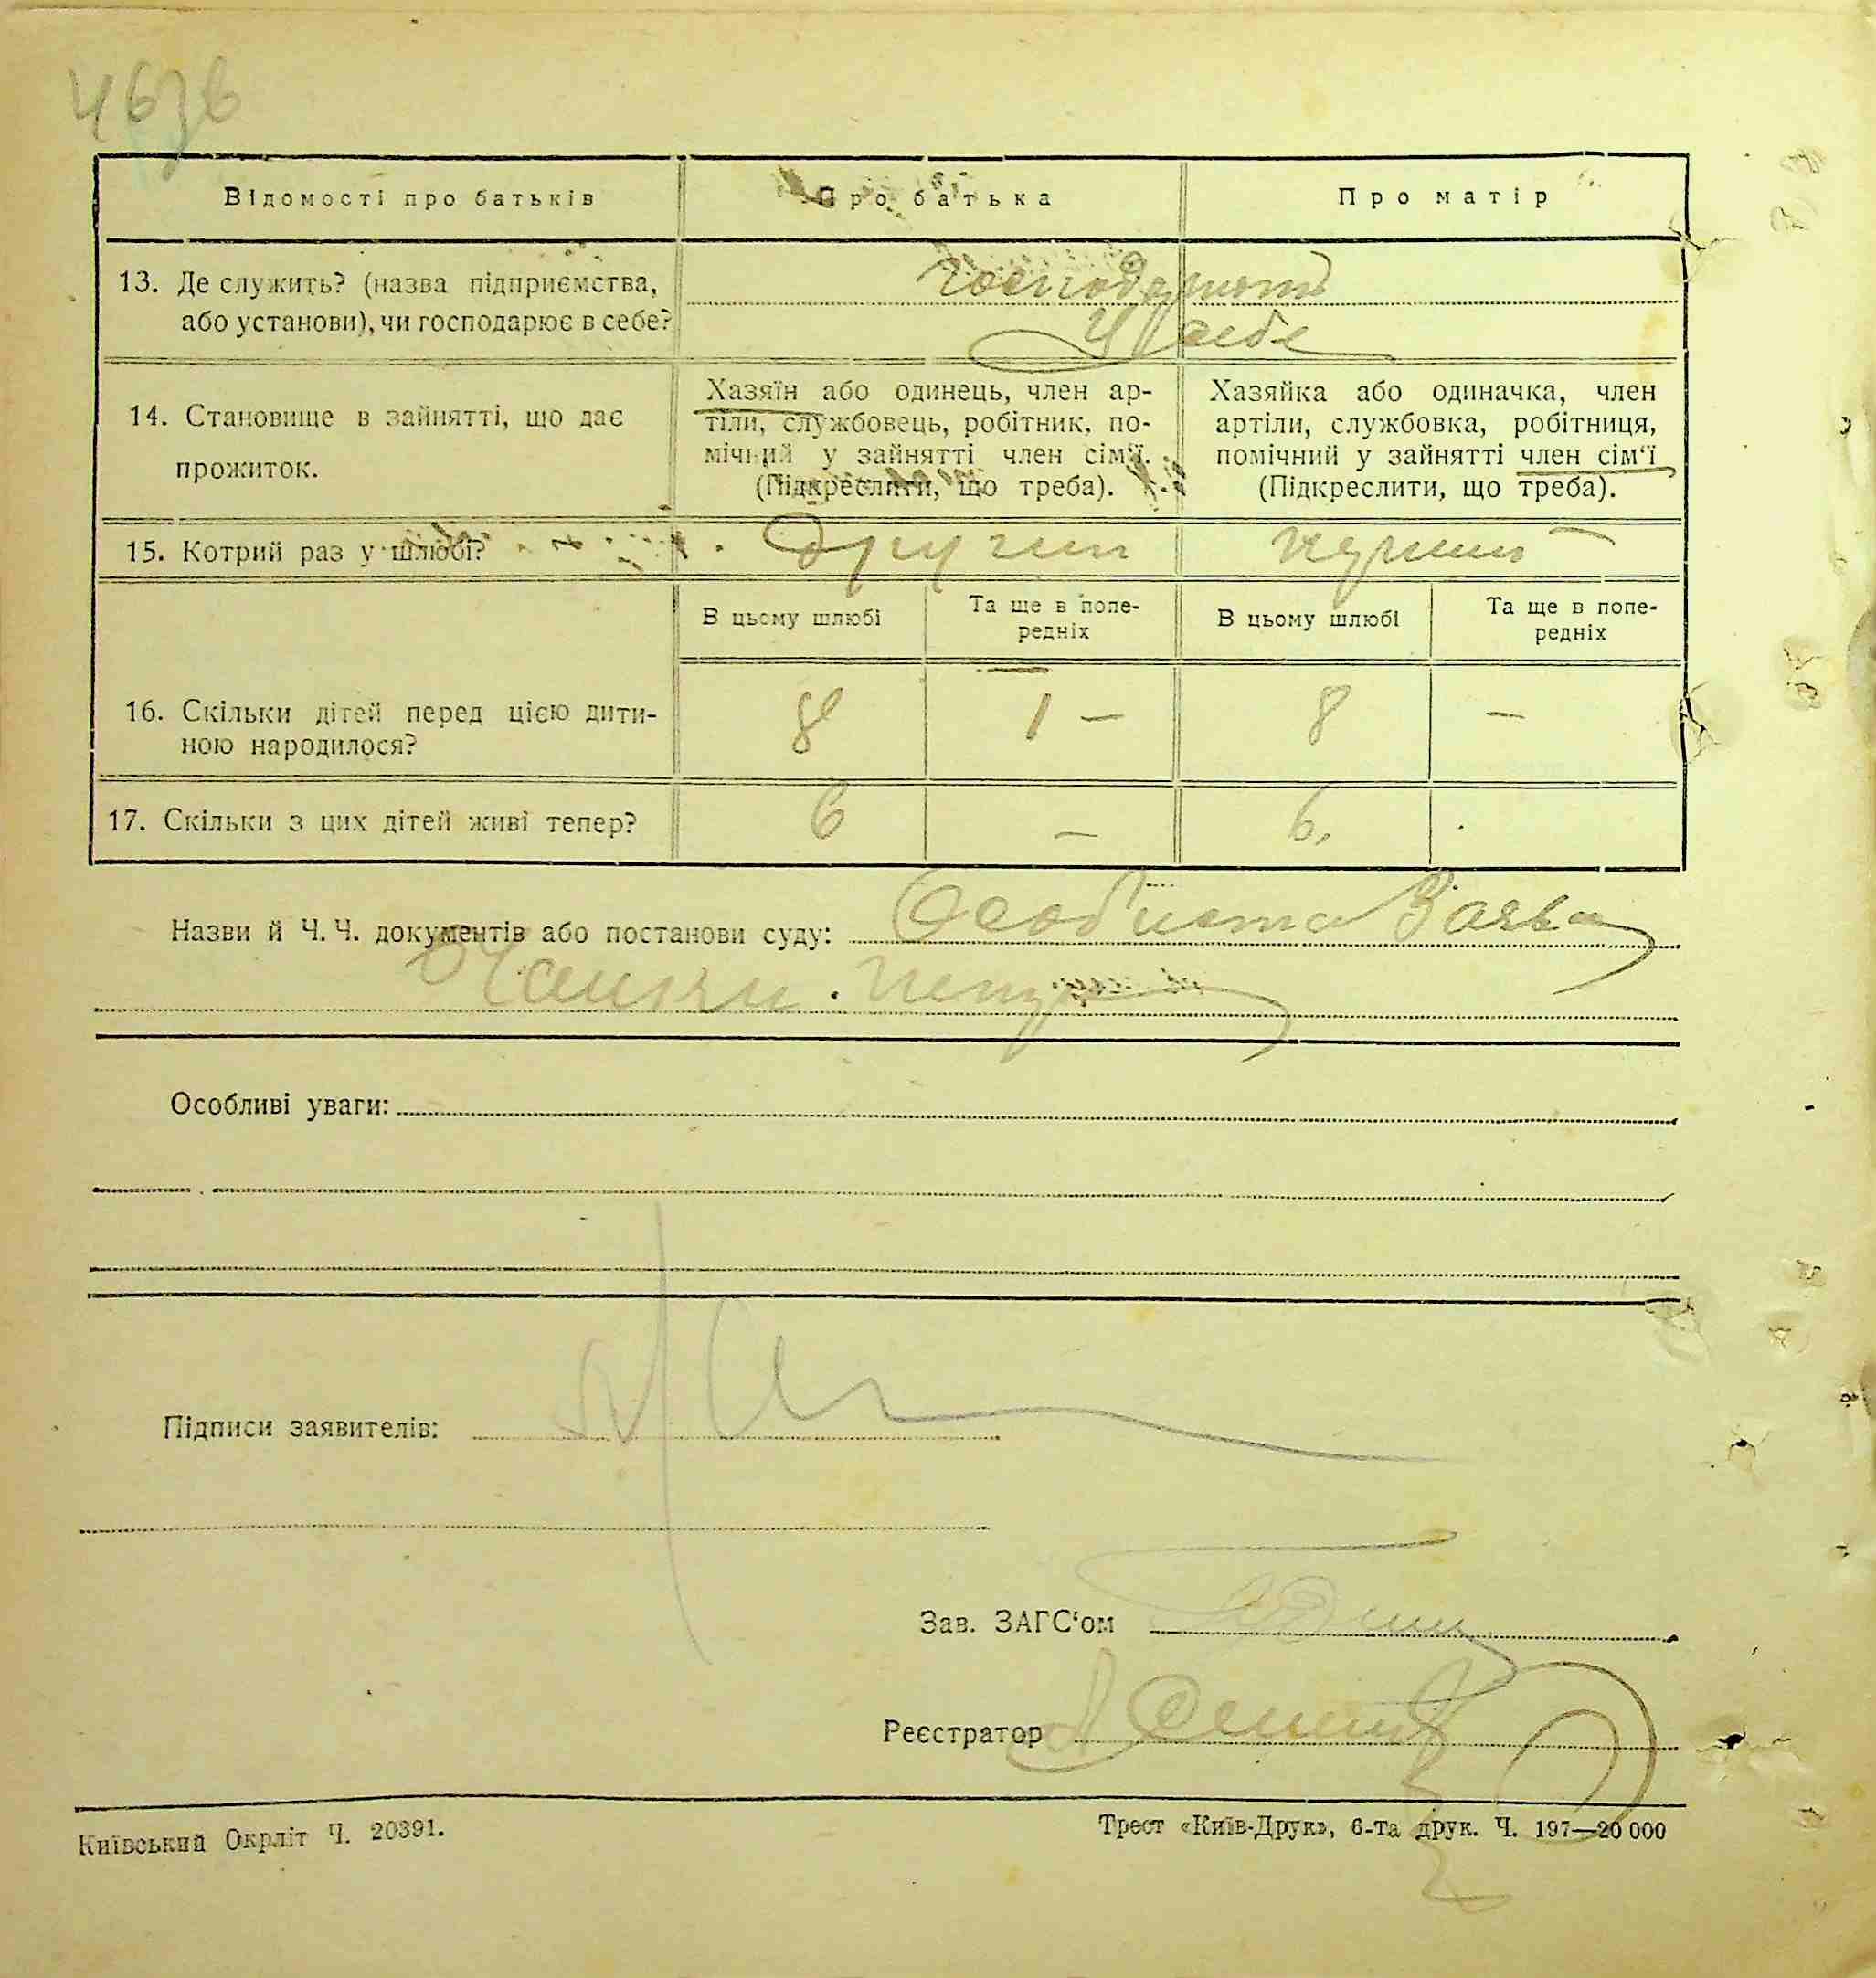 463в
Відомості про батьків
Про батька
Про матір
13. Де служить? (назва підприємства,
або установи), чи господарює в себе?
господарюють
У себе
14. Становище в зайнятті, що дає
прожиток.
Хазяїн або одинець, член ар-
тіли, службовець, робітник, по-
мічний у зайнятті член сім'ї.
(Підкреслити, що треба).
Хазяйка або одиначка, член
артіли, службовка, робітниця,
помічний у зайнятті член сім'ї
(Підкреслити, що треба).
15. Котрий раз у шлюбі?
другий
перший
В цьому шлюбі
Та ще в попе-
редніх
В цьому шлюбі
Та ще в попе-
редніх
16. Скільки дітей перед цією дити-
ною народилося?
8
1 —
8
—
17. Скільки з цих дітей живі тепер?
6
—
6.
Назви й Ч. Ч. документів або постанови суду:
Особиста Заява
Особливі уваги:
Підписи заявителів:
Зав. ЗАГС'ом
Реєстратор
Київський Окрліт Ч. 20391.
Трест «Київ-Друк», 6-та друк. Ч. 197—20 000